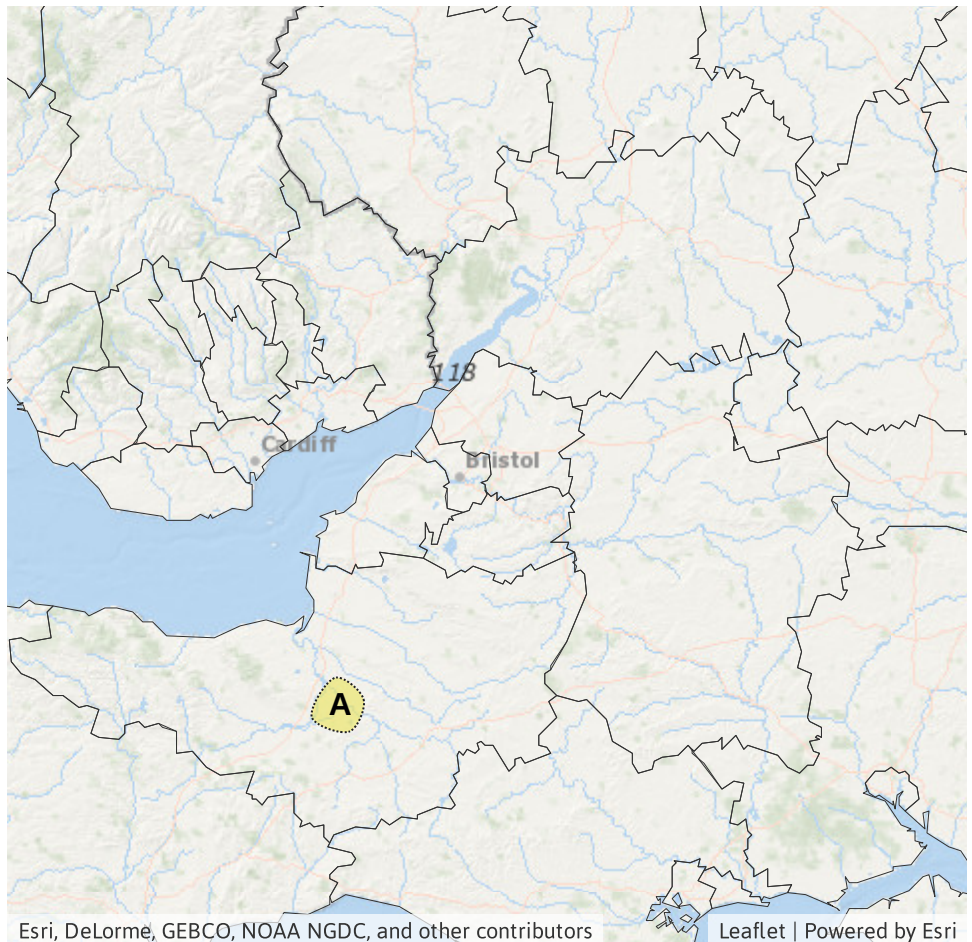 118
Cardiff
Bristol
A
Esri, DeLorme, GEBCO, NOAA NGDC, and other contributors
Leaflet | Powered by Esri